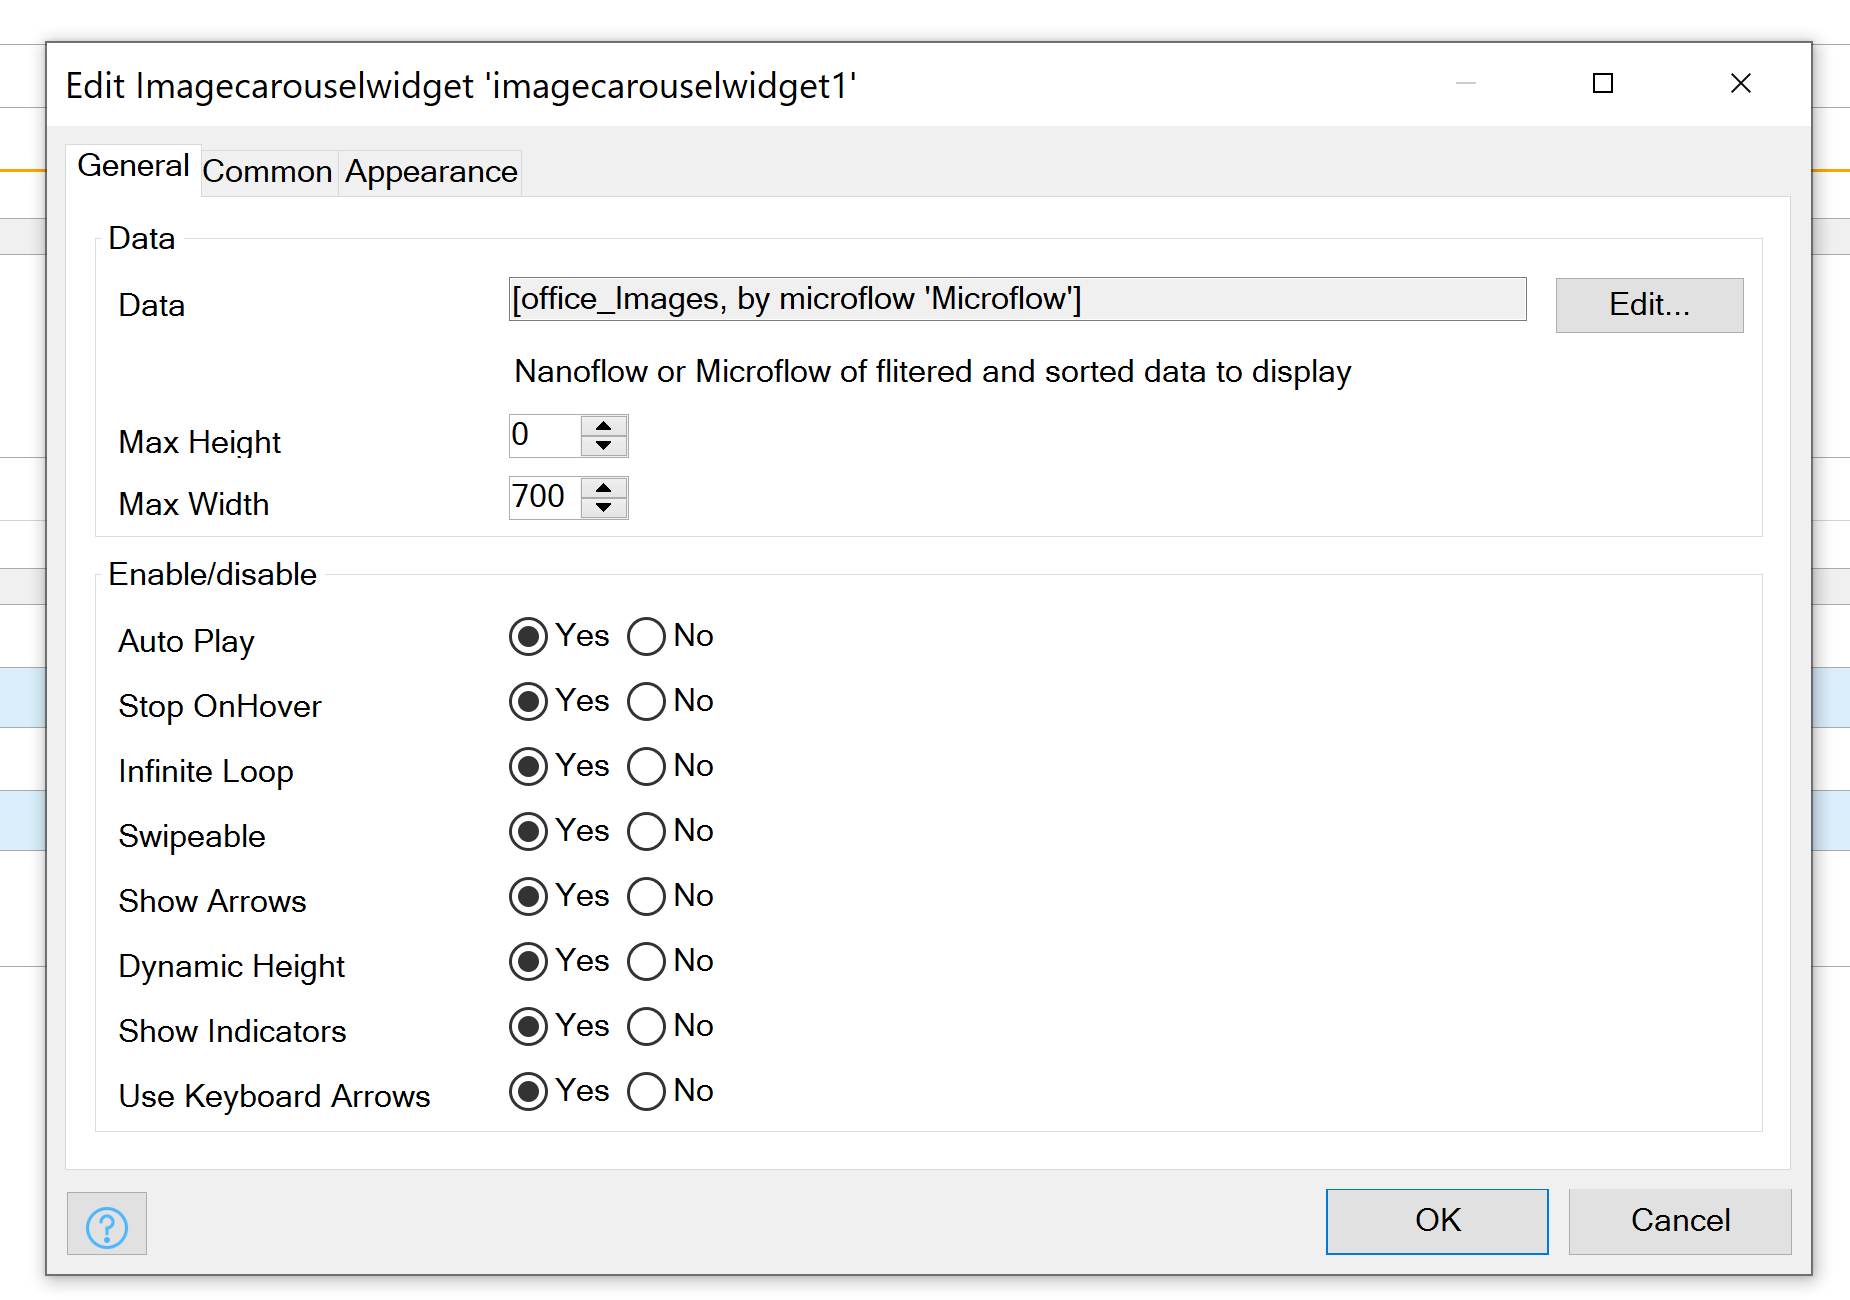 Edit Imagecarouselwidget 'imagecarouselwidget1'
General Common Appearance
Data
Data [office_Images, by microflow 'Microflow'] Edit...
Nanoflow or Microflow of flitered and sorted data to display
Max Height 0
Max Width 700
Enable/disable
Auto Play Yes No
Stop OnHover Yes No
Infinite Loop Yes No
Swipeable Yes No
Show Arrows Yes No
Dynamic Height Yes No
Show Indicators Yes No
Use Keyboard Arrows Yes No
? OK Cancel